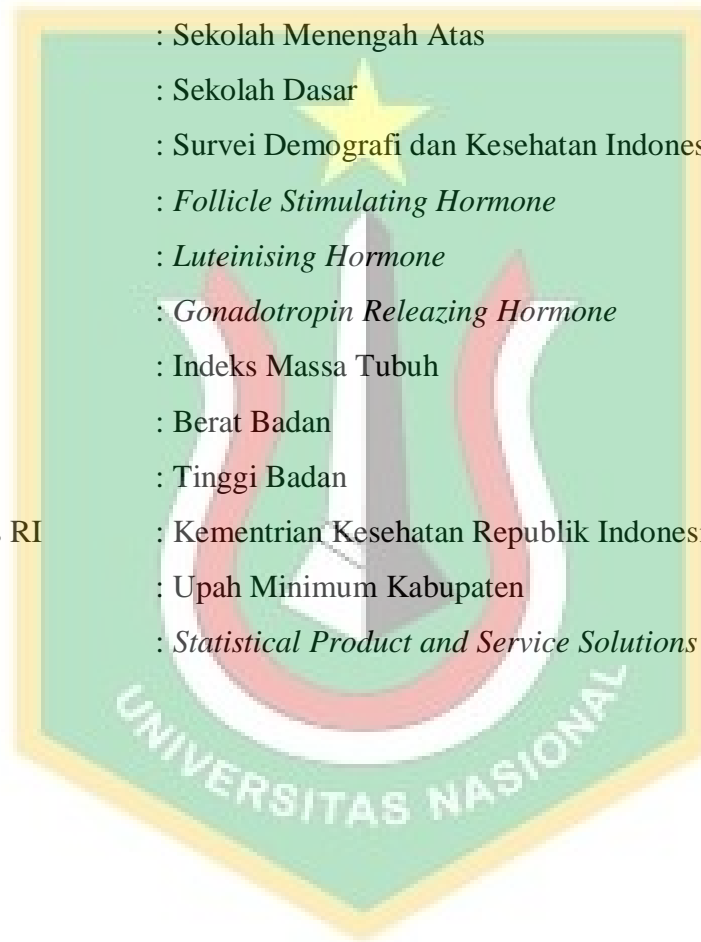 : Sekolah Menengah Atas
: Sekolah Dasar
: Survei Demografi dan Kesehatan Indones
: Follicle Stimulating Hormone
: Luteinising Hormone
: Gonadotropin Releazing Hormone
: Indeks Massa Tubuh
: Berat Badan
: Tinggi Badan
RI : Kementrian Kesehatan Republik Indones
: Upah Minimum Kabupaten
: Statistical Product and Service Solutions
UNIVERSITAS NASIONAL